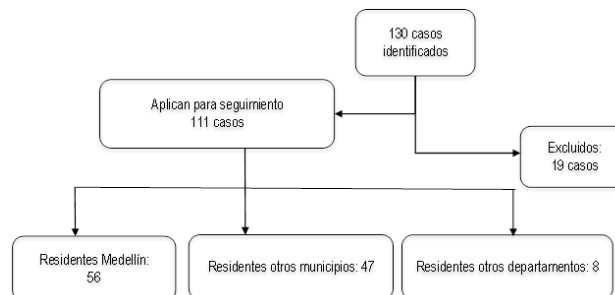 130 casos
identificados
Aplican para seguimiento
111 casos
Excluidos:
19 casos
Residentes Medellín:
56
Residentes otros municipios: 47
Residentes otros departamentos: 8